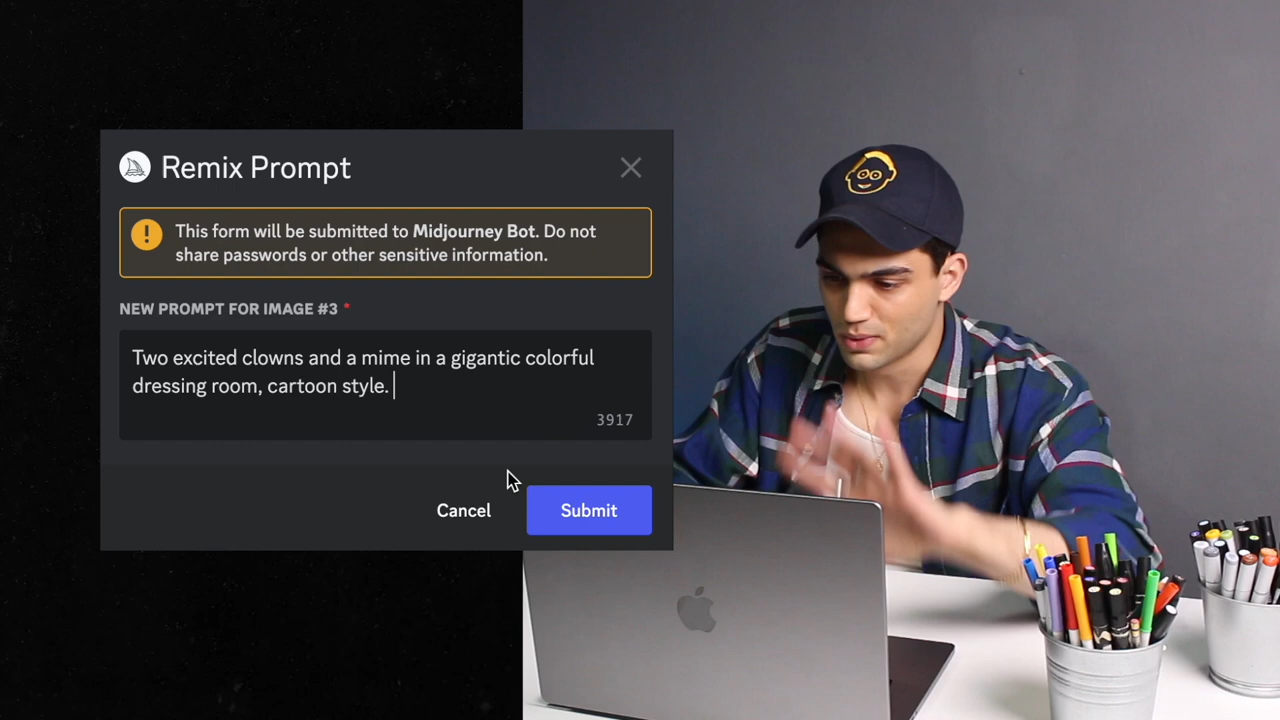 Remix Prompt
This form will be submitted to Midjourney Bot. Do not
share passwords or other sensitive information.
NEW PROMPT FOR IMAGE #3 *
Two excited clowns and a mime in a gigantic colorful
dressing room, cartoon style.
3917
Cancel
Submit